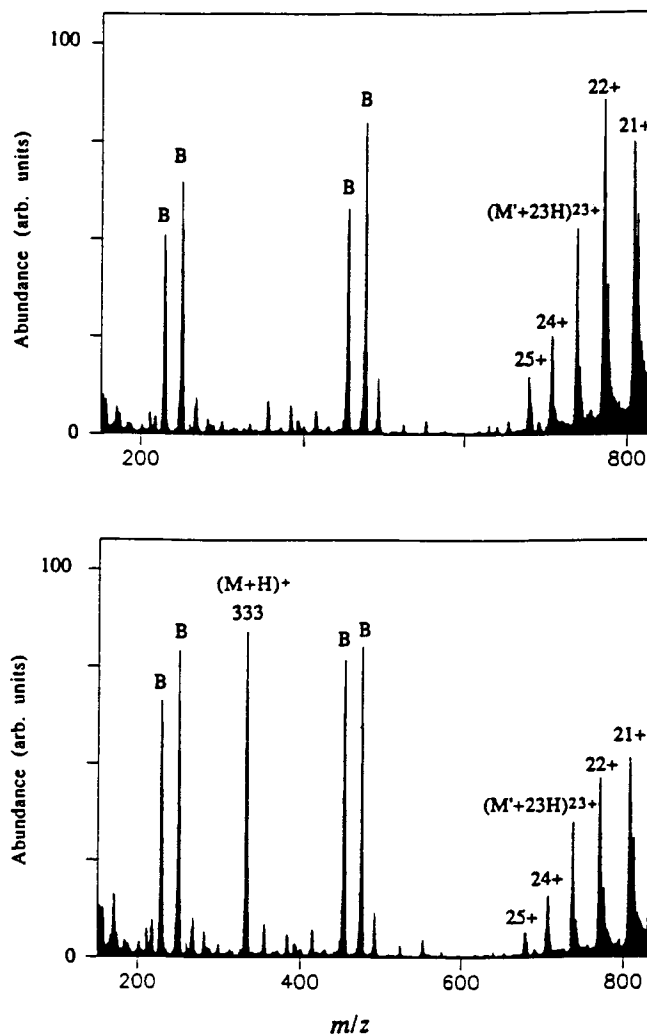 100
Abundance (arb. units)
0
B
B
B
B
(M'+23H)23+
25+
24+
22+
21+
200
800
100
Abundance (arb. units)
0
(M+H)+
333
B
B
B
B
(M'+23H)23+
25+
24+
22+
21+
200
400
600
800
m/z